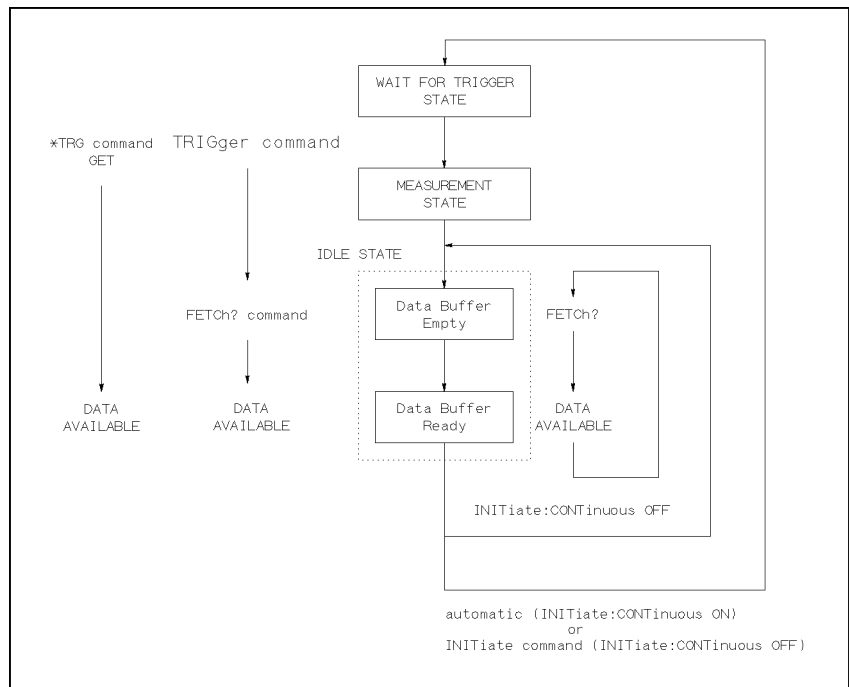 WAIT FOR TRIGGER
STATE
*TRG command
GET
TRIGger command
MEASUREMENT
STATE
IDLE STATE
Data Buffer
Empty
FETCh? command
FETCh?
DATA
AVAILABLE
DATA
AVAILABLE
Data Buffer
Ready
DATA
AVAILABLE
INITiate:CONTinuous OFF
automatic (INITiate:CONTinuous ON)
or
INITiate command (INITiate:CONTinuous OFF)